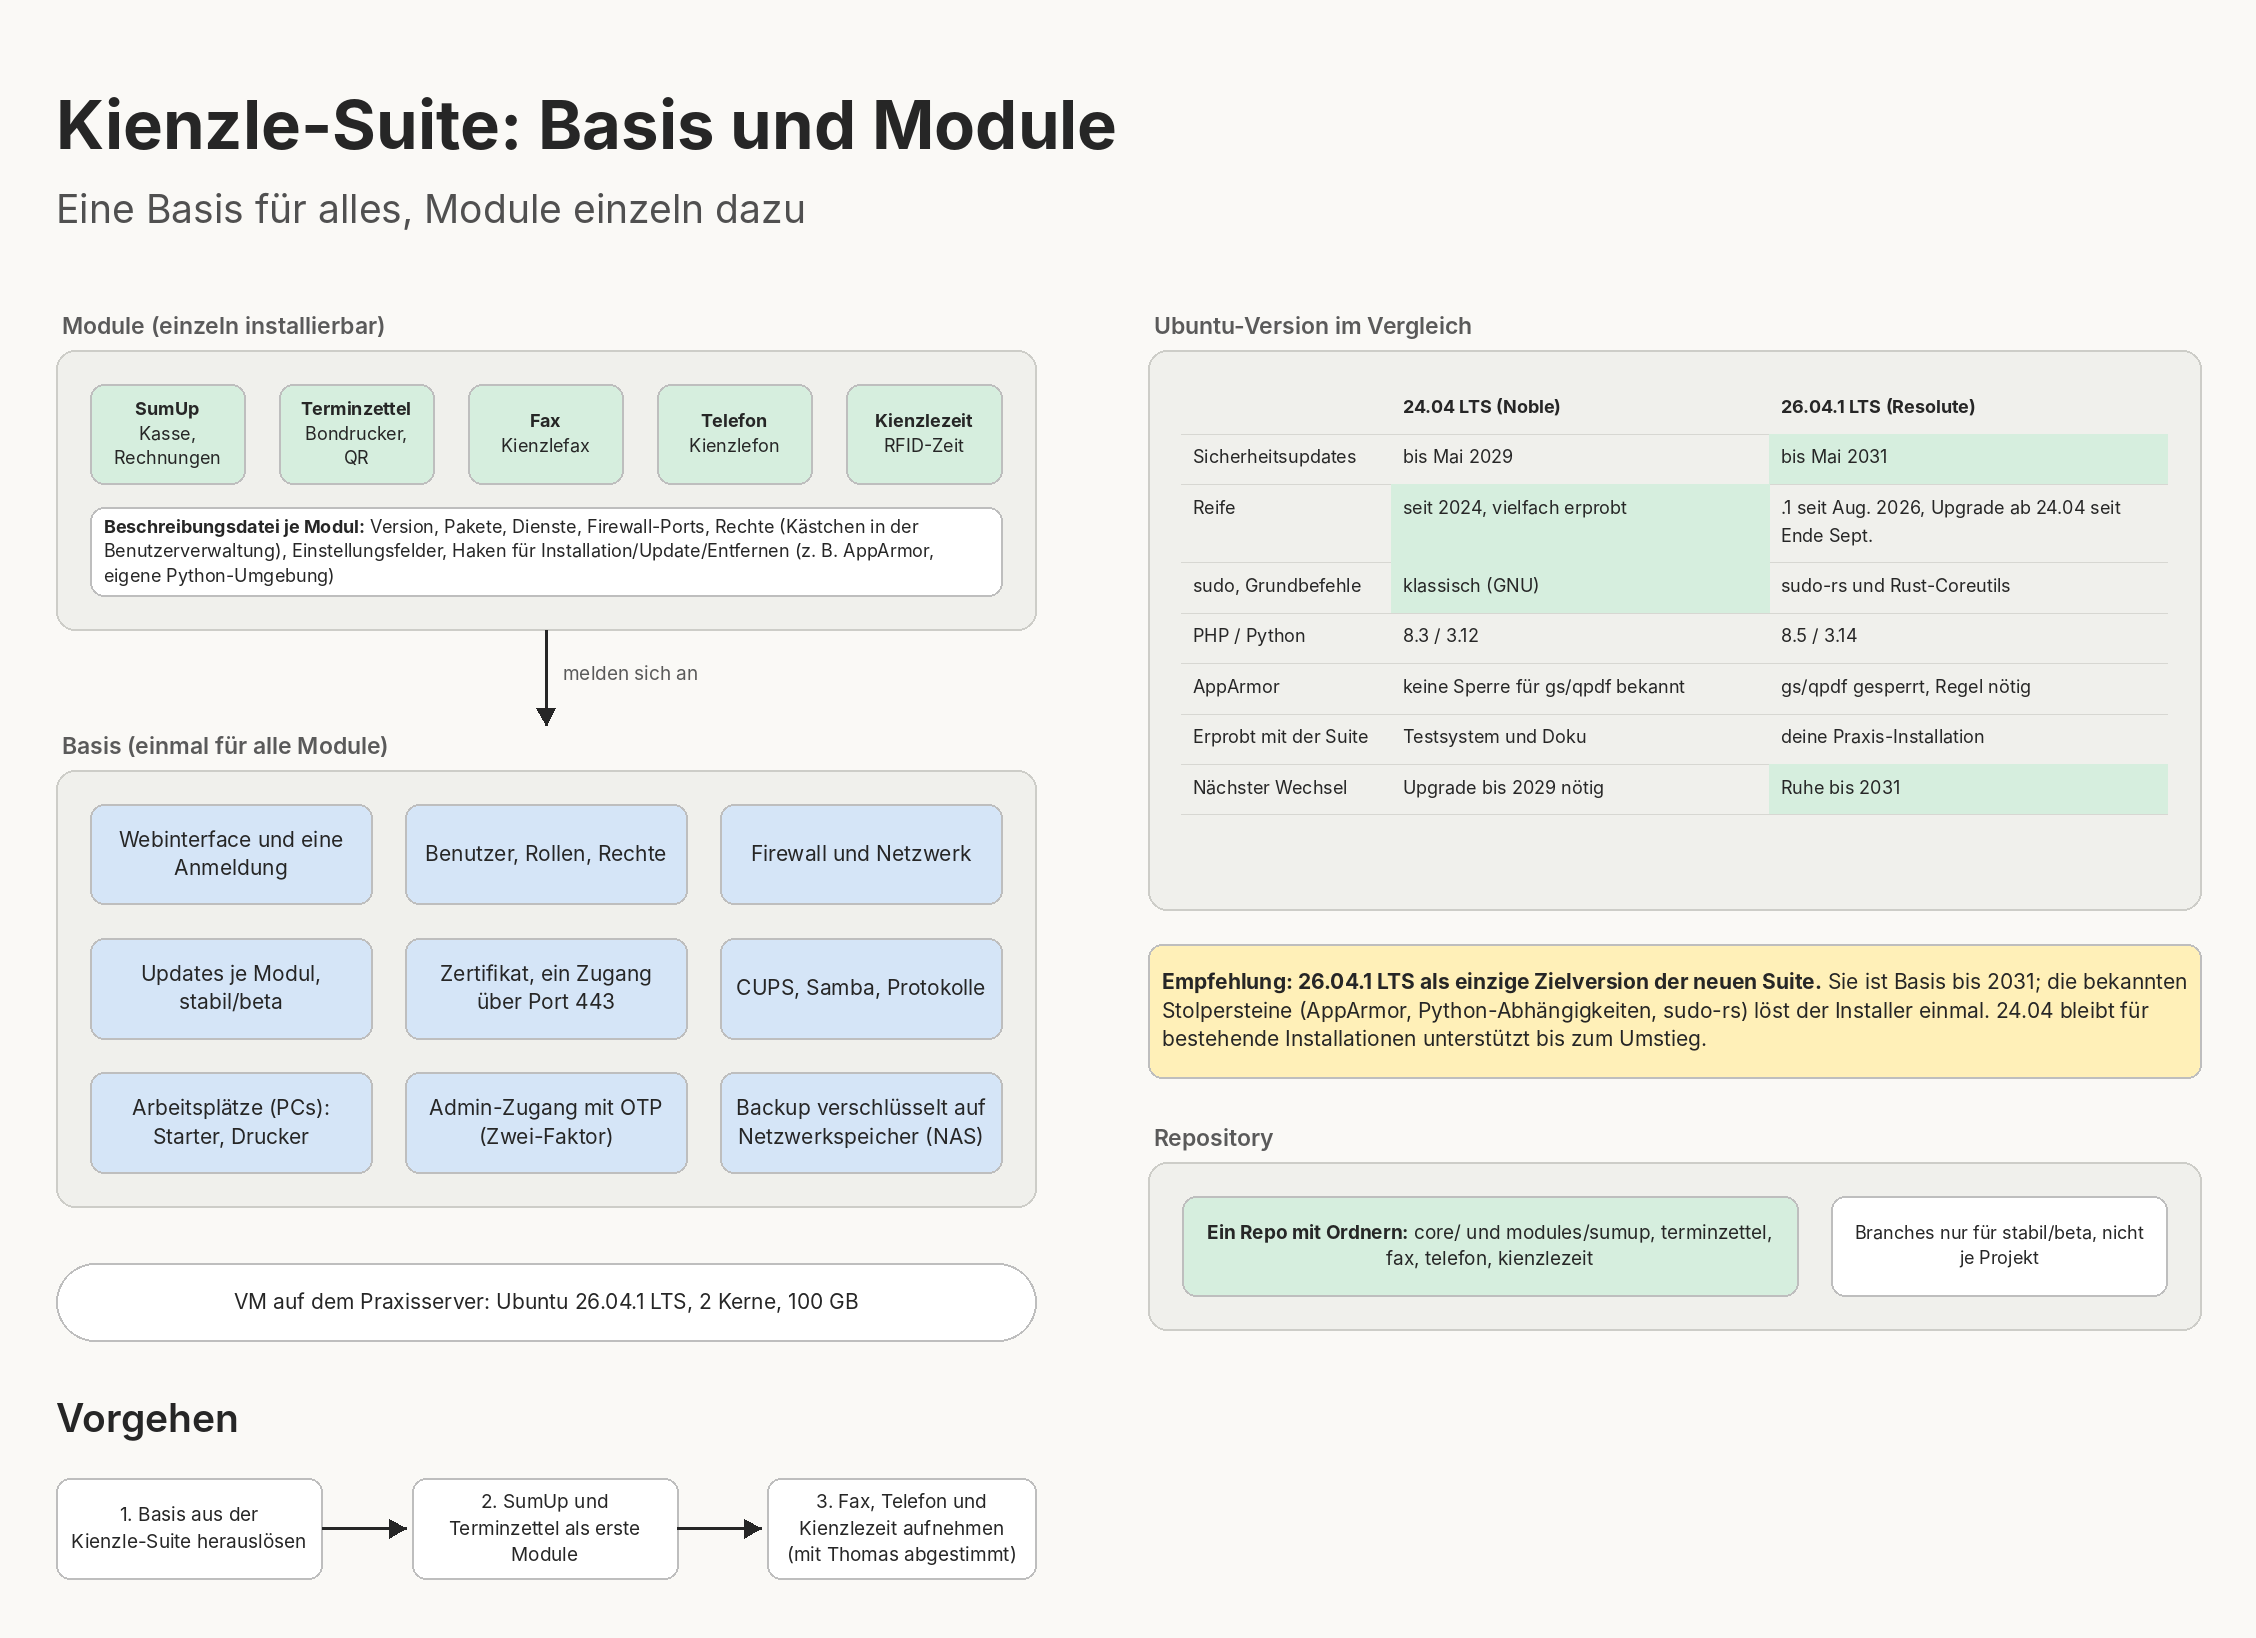 Kienzle-Suite: Basis und Module
Eine Basis für alles, Module einzeln dazu
Module (einzeln installierbar)
SumUp
Kasse,
Rechnungen
Terminzettel
Bondrucker,
QR
Fax
Kienzlefax
Telefon
Kienzlefon
Kienzlezeit
RFID-Zeit
Beschreibungsdatei je Modul: Version, Pakete, Dienste, Firewall-Ports, Rechte (Kästchen in der
Benutzerverwaltung), Einstellungsfelder, Haken für Installation/Update/Entfernen (z. B. AppArmor,
eigene Python-Umgebung)
melden sich an
Basis (einmal für alle Module)
Webinterface und eine
Anmeldung
Benutzer, Rollen, Rechte
Firewall und Netzwerk
Updates je Modul,
stabil/beta
Zertifikat, ein Zugang
über Port 443
CUPS, Samba, Protokolle
Arbeitsplätze (PCs):
Starter, Drucker
Admin-Zugang mit OTP
(Zwei-Faktor)
Backup verschlüsselt auf
Netzwerkspeicher (NAS)
VM auf dem Praxisserver: Ubuntu 26.04.1 LTS, 2 Kerne, 100 GB
Vorgehen
1. Basis aus der
Kienzle-Suite herauslösen
2. SumUp und
Terminzettel als erste
Module
3. Fax, Telefon und
Kienzlezeit aufnehmen
(mit Thomas abgestimmt)
Ubuntu-Version im Vergleich
24.04 LTS (Noble) 26.04.1 LTS (Resolute)
Sicherheitsupdates bis Mai 2029 bis Mai 2031
Reife seit 2024, vielfach erprobt .1 seit Aug. 2026, Upgrade ab 24.04 seit
Ende Sept.
sudo, Grundbefehle klassisch (GNU) sudo-rs und Rust-Coreutils
PHP / Python 8.3 / 3.12 8.5 / 3.14
AppArmor keine Sperre für gs/qpdf bekannt gs/qpdf gesperrt, Regel nötig
Erprobt mit der Suite Testsystem und Doku deine Praxis-Installation
Nächster Wechsel Upgrade bis 2029 nötig Ruhe bis 2031
Empfehlung: 26.04.1 LTS als einzige Zielversion der neuen Suite. Sie ist Basis bis 2031; die bekannten
Stolpersteine (AppArmor, Python-Abhängigkeiten, sudo-rs) löst der Installer einmal. 24.04 bleibt für
bestehende Installationen unterstützt bis zum Umstieg.
Repository
Ein Repo mit Ordnern: core/ und modules/sumup, terminzettel,
fax, telefon, kienzlezeit
Branches nur für stabil/beta, nicht
je Projekt